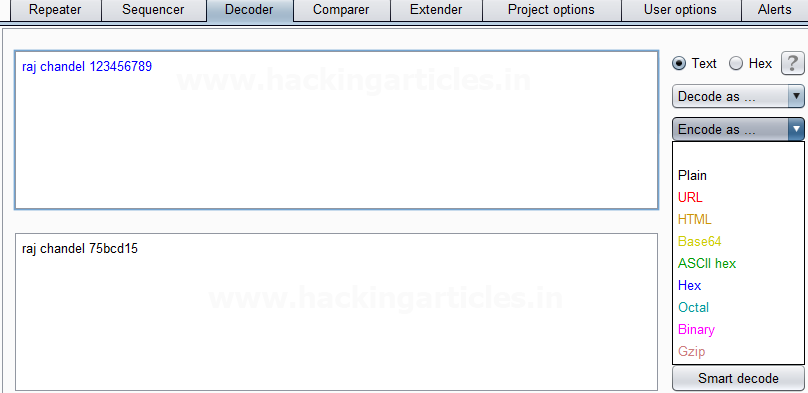 Repeater Sequencer Decoder Comparer Extender Project options User options Alerts
raj chandel 123456789
www.hackingarticles.in
Text Hex ?
Decode as ...
Encode as ...
Plain
URL
HTML
Base64
ASCII hex
Hex
Octal
Binary
Gzip
Smart decode
raj chandel 75bcd15
www.hackingarticles.in